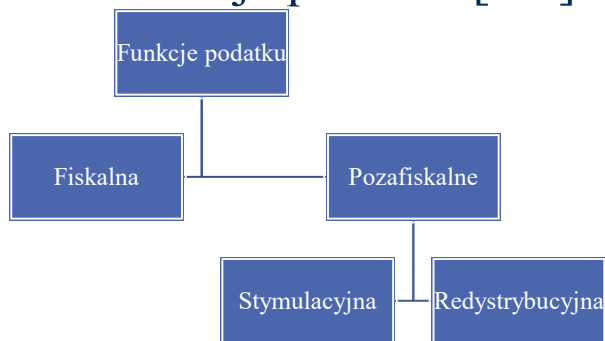 Funkcje podatku
Fiskalna
Pozafiskalne
Stymulacyjna
Redystrybucyjna